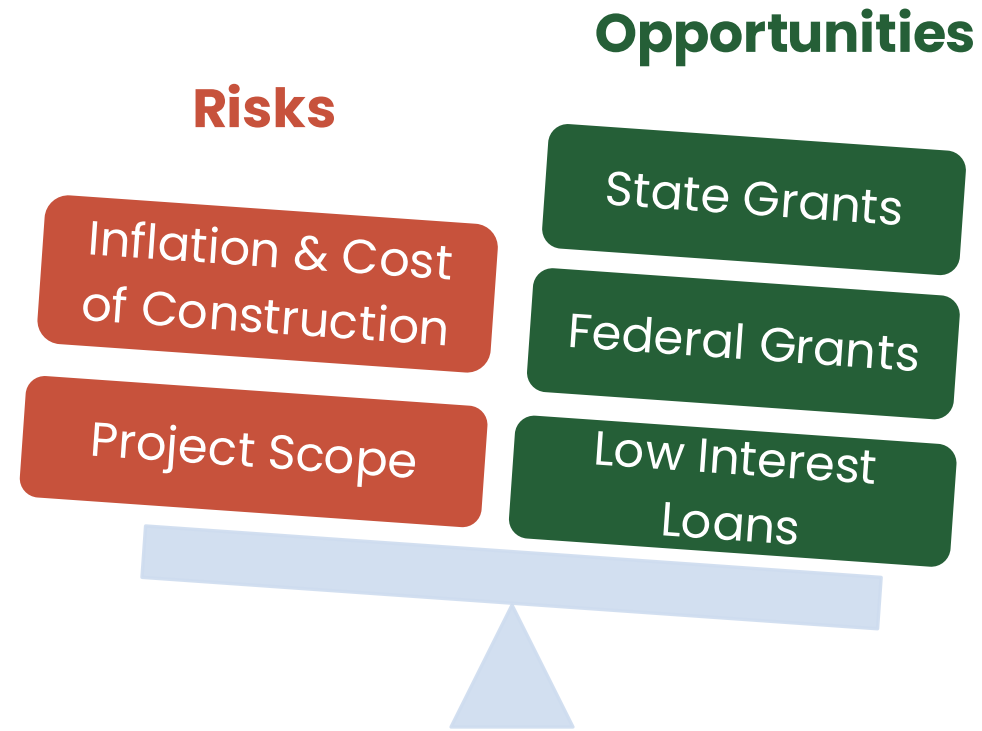 Risks
Inflation & Cost
of Construction
Project Scope
Opportunities
State Grants
Federal Grants
Low Interest
Loans